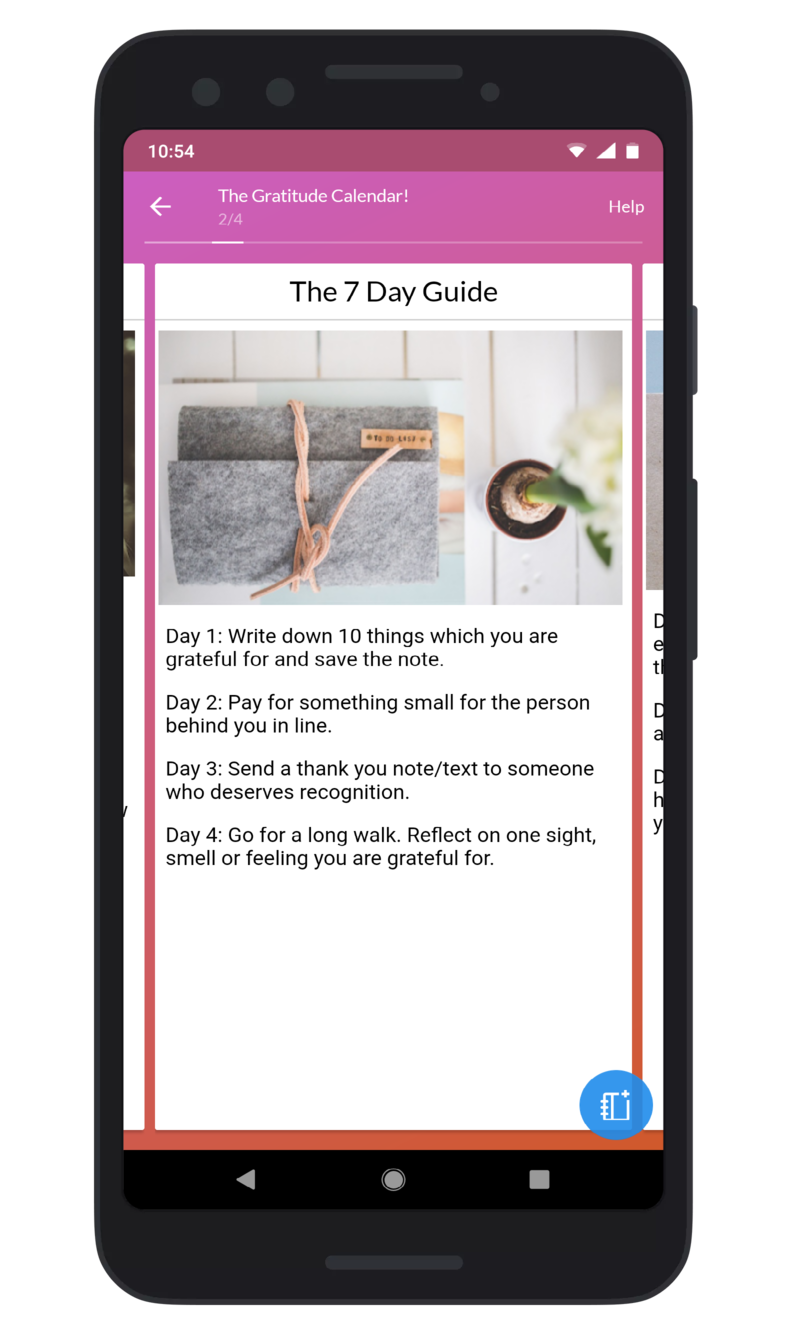 10:54
The Gratitude Calendar!
2/4
Help
The 7 Day Guide
TO DO LIST
Day 1: Write down 10 things which you are
grateful for and save the note.
Day 2: Pay for something small for the person
behind you in line.
Day 3: Send a thank you note/text to someone
who deserves recognition.
Day 4: Go for a long walk. Reflect on one sight,
smell or feeling you are grateful for.